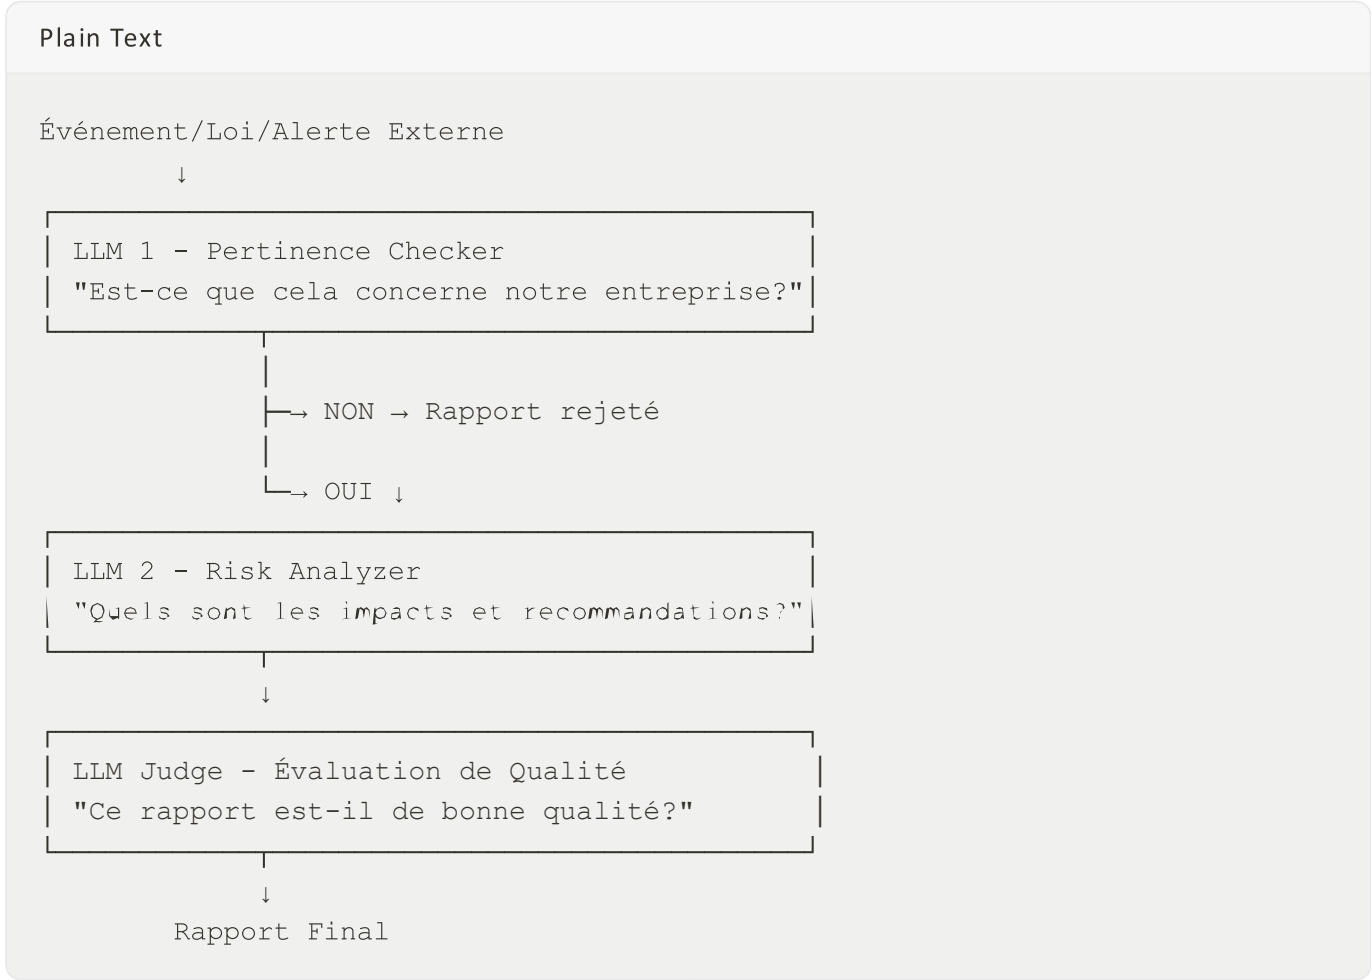 Plain Text
Événement/Loi/Alerte Externe
↓
LLM 1 - Pertinence Checker
"Est-ce que cela concerne notre entreprise?"
→ NON → Rapport rejeté
→ OUI ↓
LLM 2 - Risk Analyzer
"Quels sont les impacts et recommandations?"
↓
LLM Judge - Évaluation de Qualité
"Ce rapport est-il de bonne qualité?"
↓
Rapport Final